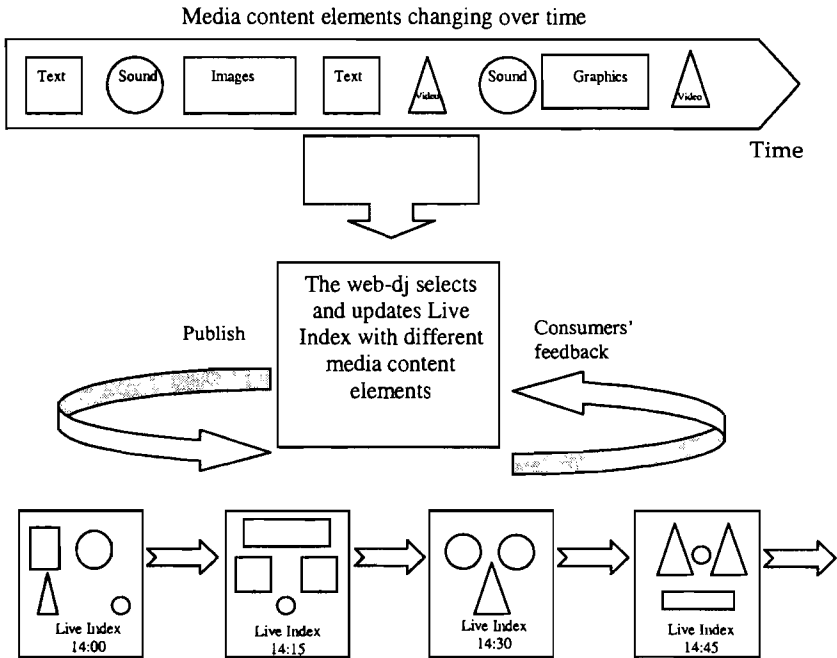 Media content elements changing over time
Text Sound Images Text Video Sound Graphics Video
Time
The web-dj selects
and updates Live
Index with different
media content
elements
Publish
Consumers'
feedback
Live Index
14:00
Live Index
14:15
Live Index
14:30
Live Index
14:45